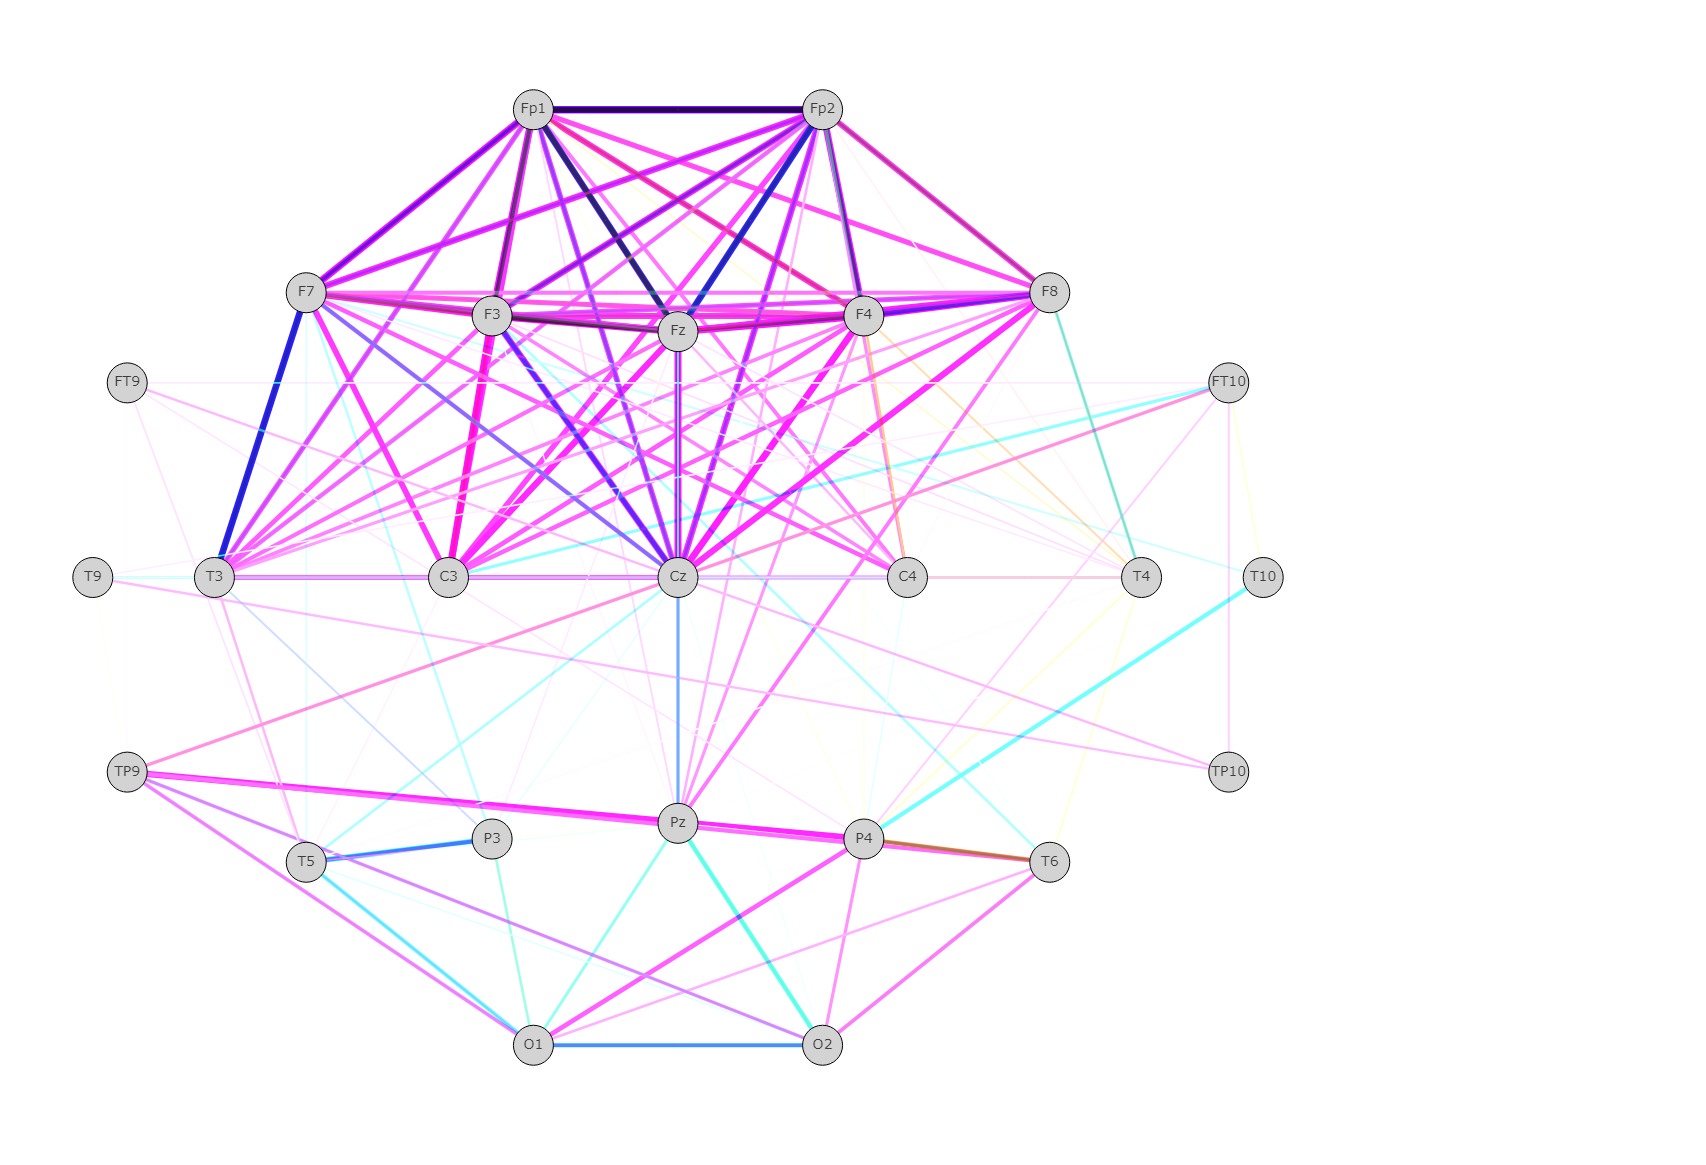 Fp1 Fp2
F7 F3 Fz F4 F8
FT9 FT10
T9 T3 C3 Cz C4 T4 T10
TP9 TP10
T5 P3 Pz P4 T6
O1 O2